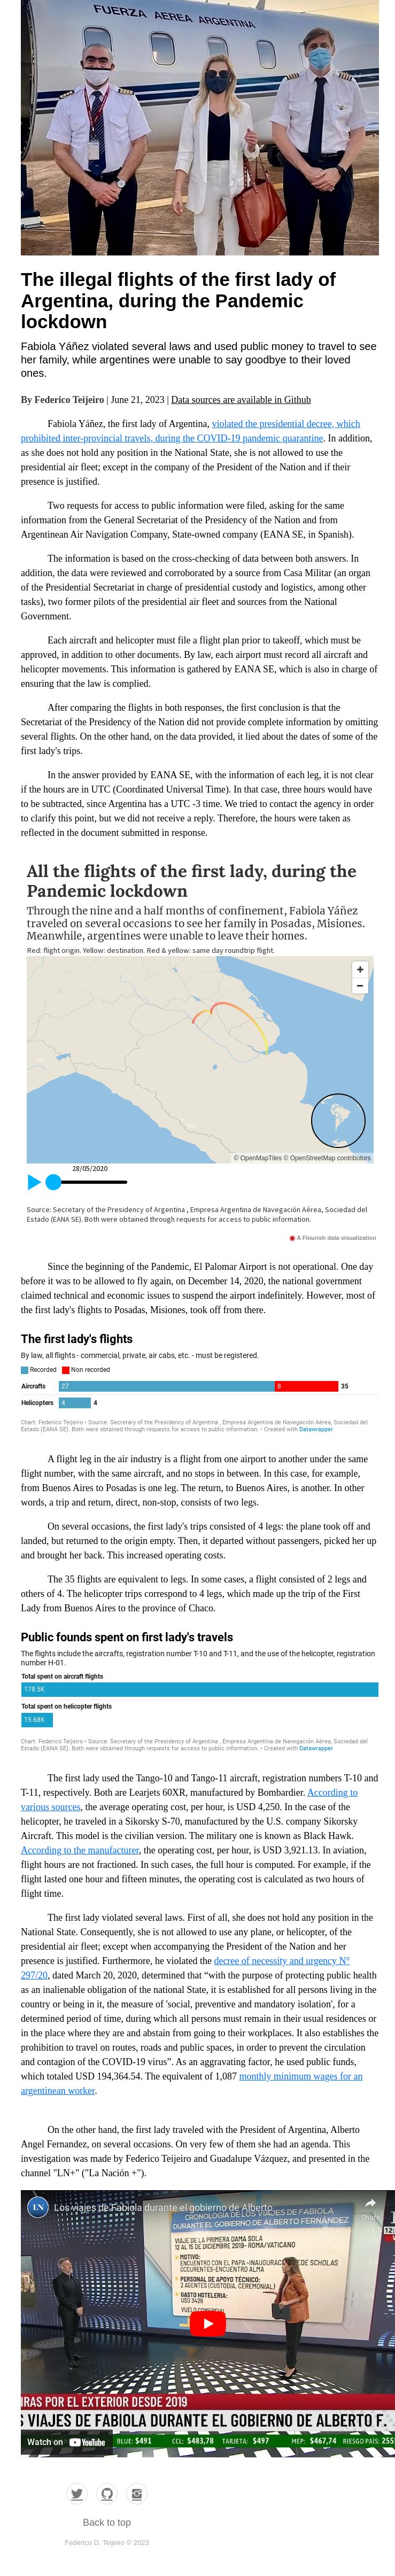 FUERZA AEREA ARGENTINA
The illegal flights of the first lady of
Argentina, during the Pandemic
lockdown
Fabiola Yáñez violated several laws and used public money to travel to see
her family, while argentines were unable to say goodbye to their loved
ones.
By Federico Teijeiro | June 21, 2023 | Data sources are available in Github
Fabiola Yáñez, the first lady of Argentina, violated the presidential decree, which
prohibited inter-provincial travels, during the COVID-19 pandemic quarantine. In addition,
as she does not hold any position in the National State, she is not allowed to use the
presidential air fleet; except in the company of the President of the Nation and if their
presence is justified.
Two requests for access to public information were filed, asking for the same
information from the General Secretariat of the Presidency of the Nation and from
Argentinean Air Navigation Company, State-owned company (EANA SE, in Spanish).
The information is based on the cross-checking of data between both answers. In
addition, the data were reviewed and corroborated by a source from Casa Militar (an organ
of the Presidential Secretariat in charge of presidential custody and logistics, among other
tasks), two former pilots of the presidential air fleet and sources from the National
Government.
Each aircraft and helicopter must file a flight plan prior to takeoff, which must be
approved, in addition to other documents. By law, each airport must record all aircraft and
helicopter movements. This information is gathered by EANA SE, which is also in charge of
ensuring that the law is complied.
After comparing the flights in both responses, the first conclusion is that the
Secretariat of the Presidency of the Nation did not provide complete information by omitting
several flights. On the other hand, on the data provided, it lied about the dates of some of the
first lady's trips.
In the answer provided by EANA SE, with the information of each leg, it is not clear
if the hours are in UTC (Coordinated Universal Time). In that case, three hours would have
to be subtracted, since Argentina has a UTC -3 time. We tried to contact the agency in order
to clarify this point, but we did not receive a reply. Therefore, the hours were taken as
reflected in the document submitted in response.
All the flights of the first lady, during the
Pandemic lockdown
Through the nine and a half months of confinement, Fabiola Yáñez
traveled on several occasions to see her family in Posadas, Misiones.
Meanwhile, argentines were unable to leave their homes.
Red: flight origin. Yellow: destination. Red & yellow: same day roundtrip flight.
+
−
© OpenMapTiles © OpenStreetMap contributors
28/05/2020
Source: Secretary of the Presidency of Argentina , Empresa Argentina de Navegación Aérea, Sociedad del
Estado (EANA SE). Both were obtained through requests for access to public information.
A Flourish data visualization
Since the beginning of the Pandemic, El Palomar Airport is not operational. One day
before it was to be allowed to fly again, on December 14, 2020, the national government
claimed technical and economic issues to suspend the airport indefinitely. However, most of
the first lady's flights to Posadas, Misiones, took off from there.
The first lady's flights
By law, all flights - commercial, private, air cabs, etc. - must be registered.
Recorded Non recorded
Aircrafts 27 8 35
Helicopters 4 4
Chart: Federico Teijeiro • Source: Secretary of the Presidency of Argentina , Empresa Argentina de Navegación Aérea, Sociedad del
Estado (EANA SE). Both were obtained through requests for access to public information. • Created with Datawrapper
A flight leg in the air industry is a flight from one airport to another under the same
flight number, with the same aircraft, and no stops in between. In this case, for example,
from Buenos Aires to Posadas is one leg. The return, to Buenos Aires, is another. In other
words, a trip and return, direct, non-stop, consists of two legs.
On several occasions, the first lady's trips consisted of 4 legs: the plane took off and
landed, but returned to the origin empty. Then, it departed without passengers, picked her up
and brought her back. This increased operating costs.
The 35 flights are equivalent to legs. In some cases, a flight consisted of 2 legs and
others of 4. The helicopter trips correspond to 4 legs, which made up the trip of the First
Lady from Buenos Aires to the province of Chaco.
Public founds spent on first lady's travels
The flights include the aircrafts, registration number T-10 and T-11, and the use of the helicopter, registration
number H-01.
Total spent on aircraft flights
178.5K
Total spent on helicopter flights
15.68K
Chart: Federico Teijeiro • Source: Secretary of the Presidency of Argentina , Empresa Argentina de Navegación Aérea, Sociedad del
Estado (EANA SE). Both were obtained through requests for access to public information. • Created with Datawrapper
The first lady used the Tango-10 and Tango-11 aircraft, registration numbers T-10 and
T-11, respectively. Both are Learjets 60XR, manufactured by Bombardier. According to
various sources, the average operating cost, per hour, is USD 4,250. In the case of the
helicopter, he traveled in a Sikorsky S-70, manufactured by the U.S. company Sikorsky
Aircraft. This model is the civilian version. The military one is known as Black Hawk.
According to the manufacturer, the operating cost, per hour, is USD 3,921.13. In aviation,
flight hours are not factioned. In such cases, the full hour is computed. For example, if the
flight lasted one hour and fifteen minutes, the operating cost is calculated as two hours of
flight time.
The first lady violated several laws. First of all, she does not hold any position in the
National State. Consequently, she is not allowed to use any plane, or helicopter, of the
presidential air fleet; except when accompanying the President of the Nation and her
presence is justified. Furthermore, he violated the decree of necessity and urgency N°
297/20, dated March 20, 2020, determined that “with the purpose of protecting public health
as an inalienable obligation of the national State, it is established for all persons living in the
country or being in it, the measure of 'social, preventive and mandatory isolation', for a
determined period of time, during which all persons must remain in their usual residences or
in the place where they are and abstain from going to their workplaces. It also establishes the
prohibition to travel on routes, roads and public spaces, in order to prevent the circulation
and contagion of the COVID-19 virus”. As an aggravating factor, he used public funds,
which totaled USD 194,364.54. The equivalent of 1,087 monthly minimum wages for an
argentinean worker.
On the other hand, the first lady traveled with the President of Argentina, Alberto
Angel Fernandez, on several occasions. On very few of them she had an agenda. This
investigation was made by Federico Teijeiro and Guadalupe Vázquez, and presented in the
channel "LN+" ("La Nación +").
LN Los viajes de Fabiola durante el gobierno de Alberto
Share
CRONOLOGÍA DE LOS VIAJES DE FABIOLA
DURANTE EL GOBIERNO DE ALBERTO FERNÁNDEZ
VIAJE DE LA PRIMERA DAMA SOLA
12 AL 15 DE DICIEMBRE 2019- ROMA/VATICANO
MOTIVO:
ENCUENTRO CON EL PAPA -INAUGURACIÓN DE SCHOLAS
OCURRENTES-ENCUENTRO ALMA
PERSONAL DE APOYO TÉCNICO:
2 AGENTES (CUSTODIA, CEREMONIAL)
GASTO HOTELERIA:
USD 3429
VUELO COMERCIAL
IRAS POR EL EXTERIOR DESDE 2019
S VIAJES DE FABIOLA DURANTE EL GOBIERNO DE ALBERTO F.
Watch on YouTube
BLUE: $491 CCL: $483,78 TARJETA: $497 MEP: $467,74 RIESGO PAÍS: 255
Back to top
Federico D. Teijeiro © 2023